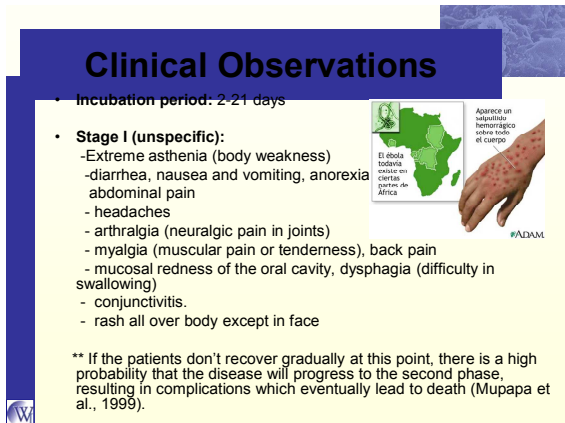 Clinical Observations
• Incubation period: 2-21 days
• Stage I (unspecific):
-Extreme asthenia (body weakness)
-diarrhea, nausea and vomiting, anorexia
abdominal pain
- headaches
- arthralgia (neuralgic pain in joints)
- myalgia (muscular pain or tenderness), back pain
- mucosal redness of the oral cavity, dysphagia (difficulty in
swallowing)
- conjunctivitis.
- rash all over body except in face
** If the patients don't recover gradually at this point, there is a high
probability that the disease will progress to the second phase,
resulting in complications which eventually lead to death (Mupapa et
al., 1999).
El ébola
todavía
existe en
ciertas
partes de
África
Aparece un
salpullido
hemorrágico
sobre todo
el cuerpo
ADAM
W